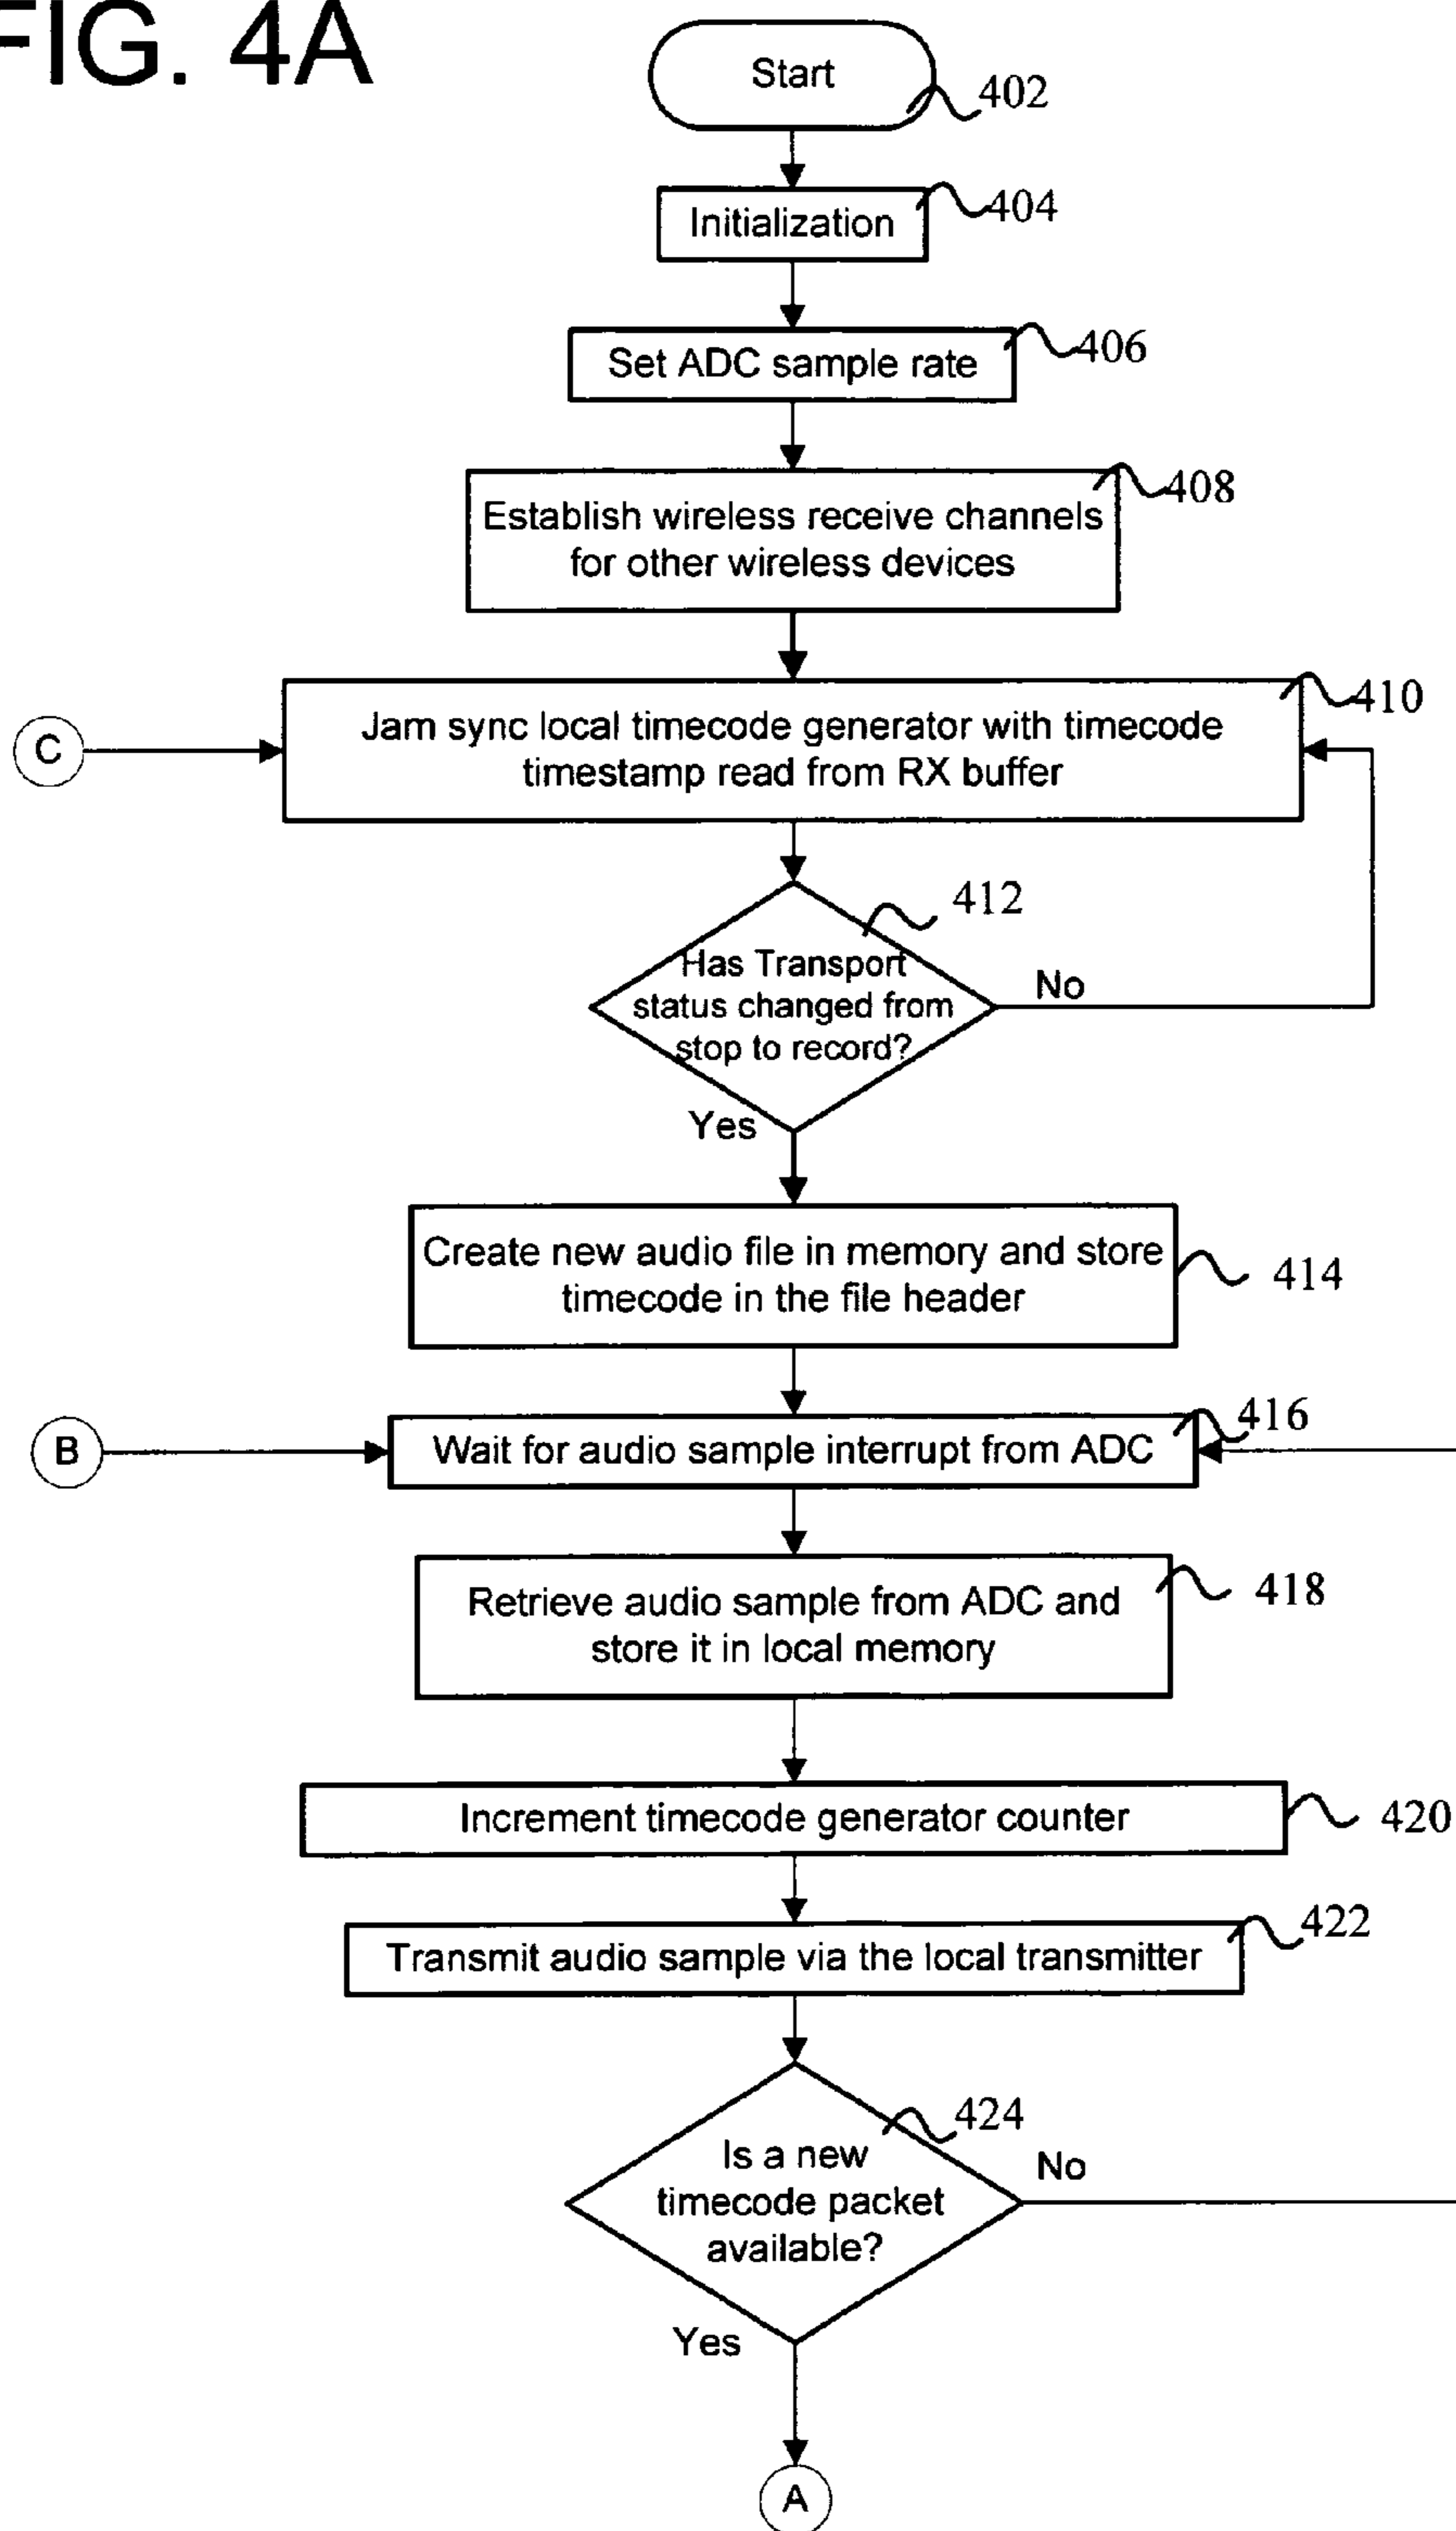 FIG. 4A
Start
402
Initialization
404
Set ADC sample rate
406
Establish wireless receive channels
for other wireless devices
408
C
Jam sync local timecode generator with timecode
timestamp read from RX buffer
410
Has Transport
status changed from
stop to record?
412
No
Yes
Create new audio file in memory and store
timecode in the file header
414
B
Wait for audio sample interrupt from ADC
416
Retrieve audio sample from ADC and
store it in local memory
418
Increment timecode generator counter
420
Transmit audio sample via the local transmitter
422
Is a new
timecode packet
available?
424
No
Yes
A